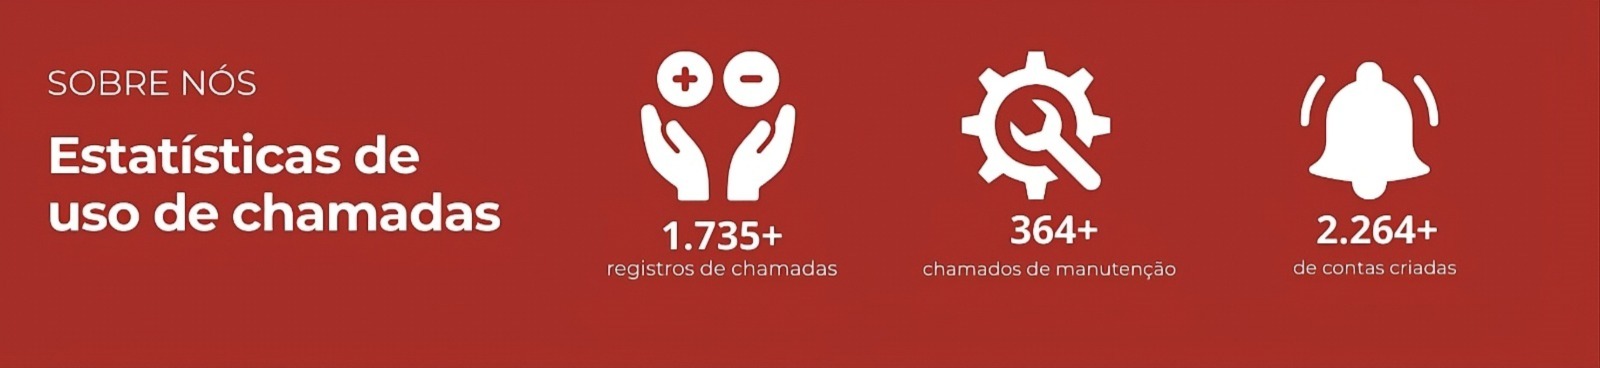 SOBRE NÓS
Estatísticas de
uso de chamadas
1.735+
registros de chamadas
364+
chamados de manutenção
2.264+
de contas criadas